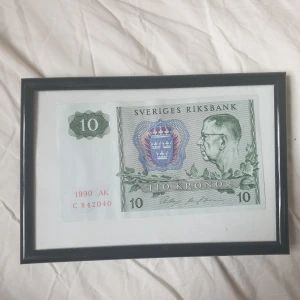 SVERIGES RIKSBANK
10
1990 AK
C 842040
TIO KRONOR
10
10